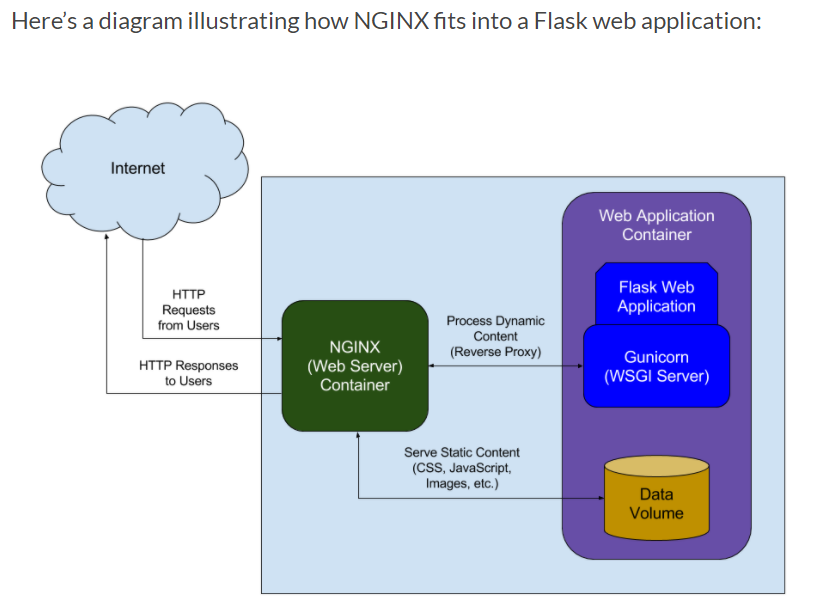 Here’s a diagram illustrating how NGINX fits into a Flask web application:
Internet
Web Application
Container
Flask Web
Application
HTTP
Requests
from Users
Process Dynamic
Content
(Reverse Proxy)
NGINX
(Web Server)
Container
Gunicorn
(WSGI Server)
HTTP Responses
to Users
Serve Static Content
(CSS, JavaScript,
Images, etc.)
Data
Volume